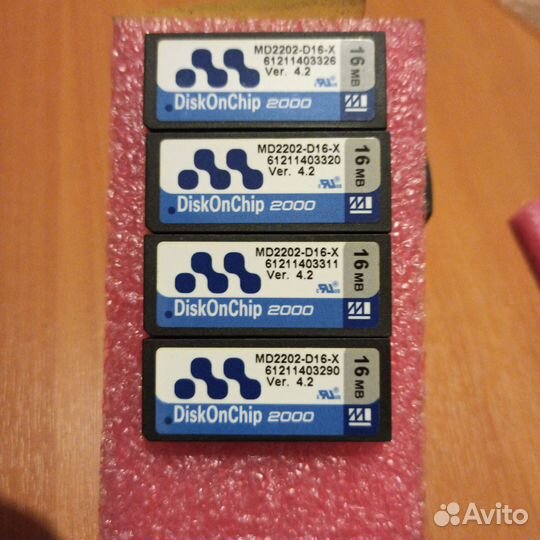 MD2202-D16-X
61211403326
Ver. 4.2
16 MB
DiskOnChip 2000
MD2202-D16-X
61211403320
Ver. 4.2
16 MB
DiskOnChip 2000
MD2202-D16-X
61211403311
Ver. 4.2
16 MB
DiskOnChip 2000
MD2202-D16-X
61211403290
Ver. 4.2
16 MB
DiskOnChip 2000
Avito